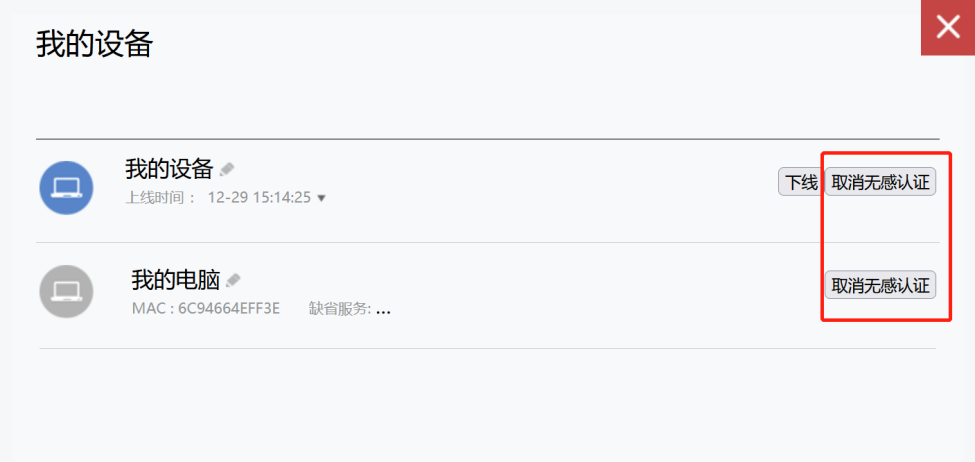 我的设备
我的设备
上线时间： 12-29 15:14:25
下线 取消无感认证
我的电脑
MAC : 6C94664EFF3E 缺省服务: ...
取消无感认证